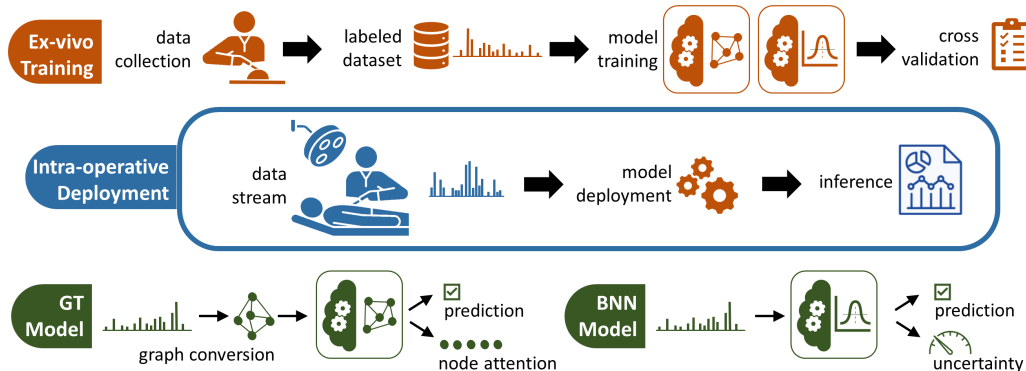 Ex-vivo
Training
data
collection
labeled
dataset
model
training
cross
validation
Intra-operative
Deployment
data
stream
model
deployment
inference
GT
Model
graph conversion
prediction
node attention
BNN
Model
prediction
uncertainty